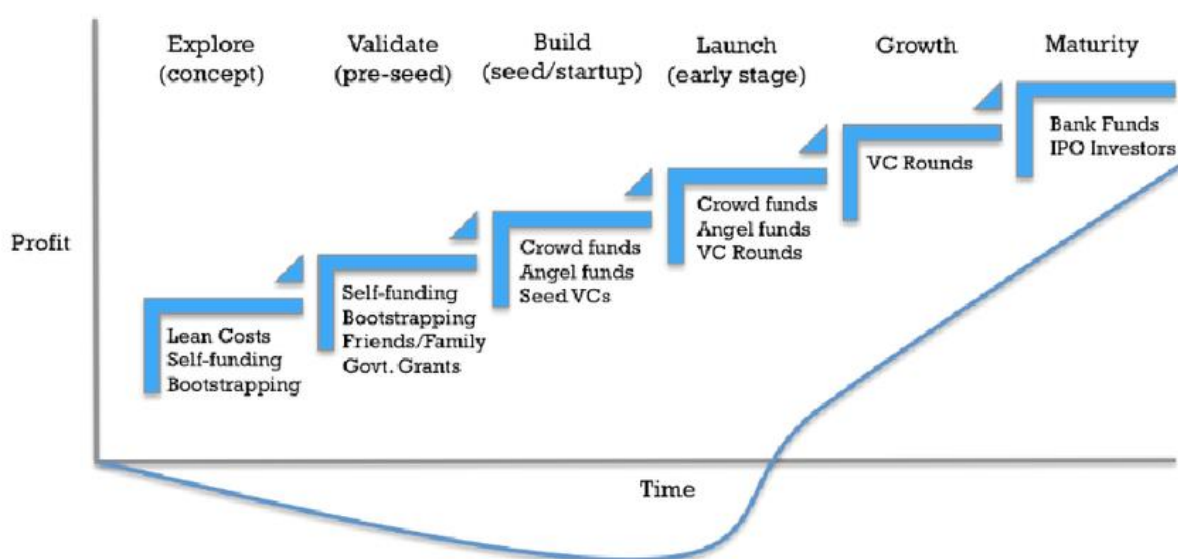 Explore
(concept)
Validate
(pre-seed)
Build
(seed/startup)
Launch
(early stage)
Growth
Maturity
Profit
Lean Costs
Self-funding
Bootstrapping
Self-funding
Bootstrapping
Friends/Family
Govt. Grants
Crowd funds
Angel funds
Seed VCs
Crowd funds
Angel funds
VC Rounds
VC Rounds
Bank Funds
IPO Investors
Time